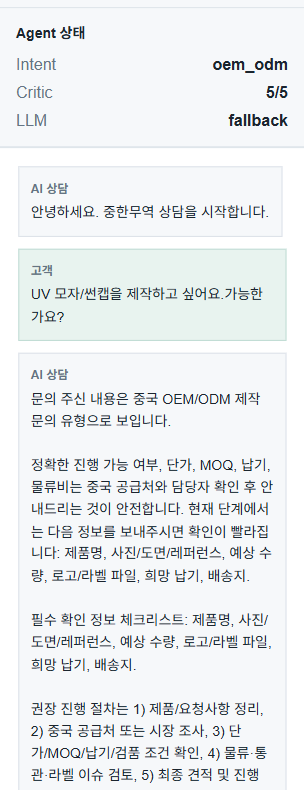 Agent 상태
Intent oem_odm
Critic 5/5
LLM fallback
AI 상담
안녕하세요. 중한무역 상담을 시작합니다.
고객
UV 모자/썬캡을 제작하고 싶어요.가능한
가요?
AI 상담
문의 주신 내용은 중국 OEM/ODM 제작
문의 유형으로 보입니다.
정확한 진행 가능 여부, 단가, MOQ, 납기,
물류비는 중국 공급처와 담당자 확인 후 안
내드리는 것이 안전합니다. 현재 단계에서
는 다음 정보를 보내주시면 확인이 빨라집
니다: 제품명, 사진/도면/레퍼런스, 예상 수
량, 로고/라벨 파일, 희망 납기, 배송지.
필수 확인 정보 체크리스트: 제품명, 사진/
도면/레퍼런스, 예상 수량, 로고/라벨 파일,
희망 납기, 배송지.
권장 진행 절차는 1) 제품/요청사항 정리,
2) 중국 공급처 또는 시장 조사, 3) 단
가/MOQ/납기/검품 조건 확인, 4) 물류·통
관·라벨 이슈 검토, 5) 최종 견적 및 진행